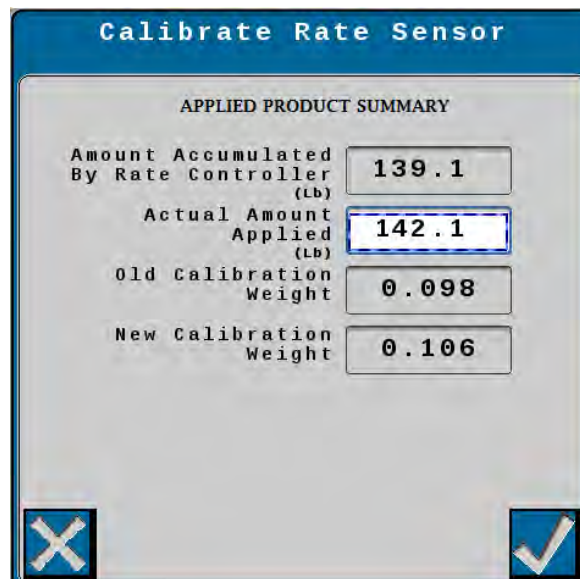 Calibrate Rate Sensor
APPLIED PRODUCT SUMMARY
Amount Accumulated
By Rate Controller
(Lb)
139.1
Actual Amount
Applied
(Lb)
142.1
Old Calibration
Weight
0.098
New Calibration
Weight
0.106